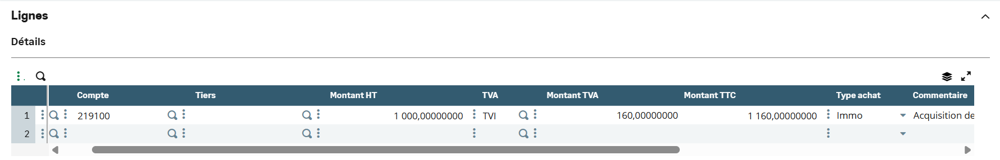 Lignes
Détails
Compte Tiers Montant HT TVA Montant TVA Montant TTC Type achat Commentaire
1 219100 1 000,00000000 TVI 160,00000000 1 160,00000000 Immo Acquisition de
2